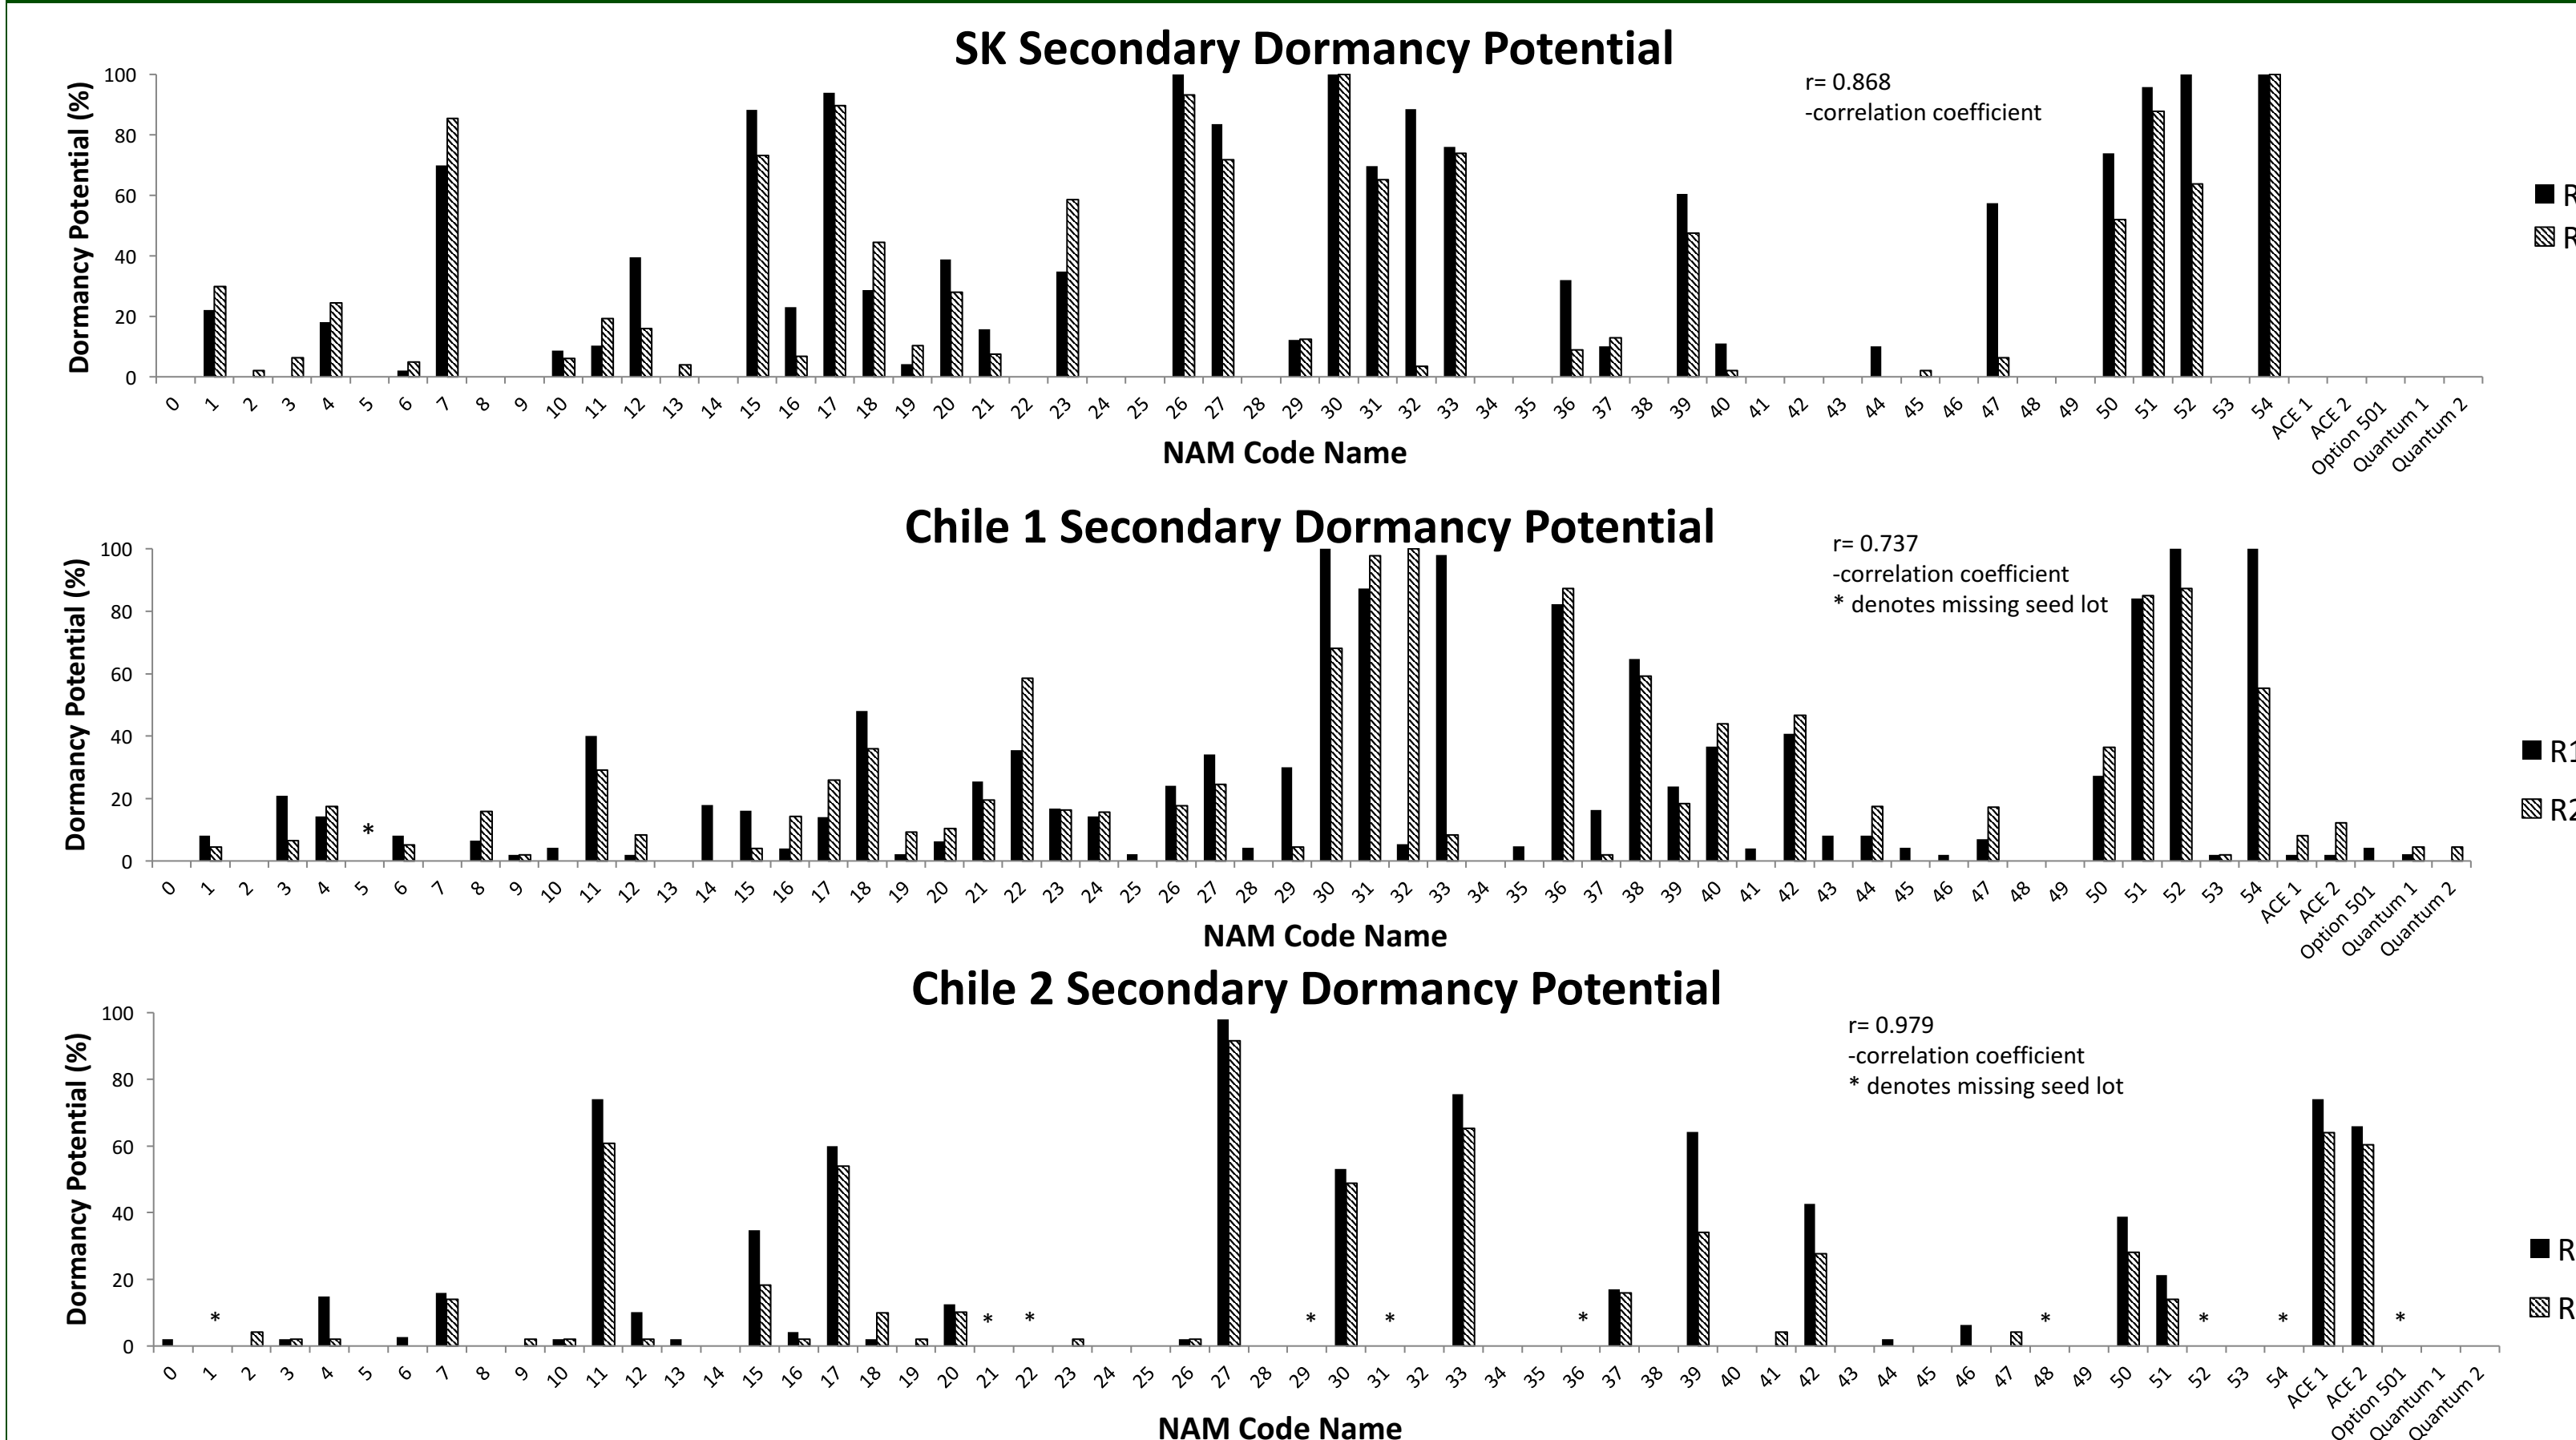 SK Secondary Dormancy Potential
r= 0.868
-correlation coefficient
Dormancy Potential (%)
100
80
60
40
20
0
0 1 2 3 4 5 6 7 8 9 10 11 12 13 14 15 16 17 18 19 20 21 22 23 24 25 26 27 28 29 30 31 32 33 34 35 36 37 38 39 40 41 42 43 44 45 46 47 48 49 50 51 52 53 54 ACE 1 ACE 2 Option 501 Quantum 1 Quantum 2
NAM Code Name
R
R
Chile 1 Secondary Dormancy Potential
r= 0.737
-correlation coefficient
* denotes missing seed lot
Dormancy Potential (%)
100
80
60
40
20
0
*
0 1 2 3 4 5 6 7 8 9 10 11 12 13 14 15 16 17 18 19 20 21 22 23 24 25 26 27 28 29 30 31 32 33 34 35 36 37 38 39 40 41 42 43 44 45 46 47 48 49 50 51 52 53 54 ACE 1 ACE 2 Option 501 Quantum 1 Quantum 2
NAM Code Name
R1
R2
Chile 2 Secondary Dormancy Potential
r= 0.979
-correlation coefficient
* denotes missing seed lot
Dormancy Potential (%)
100
80
60
40
20
0
* * * * * * * * * *
0 1 2 3 4 5 6 7 8 9 10 11 12 13 14 15 16 17 18 19 20 21 22 23 24 25 26 27 28 29 30 31 32 33 34 35 36 37 38 39 40 41 42 43 44 45 46 47 48 49 50 51 52 53 54 ACE 1 ACE 2 Option 501 Quantum 1 Quantum 2
NAM Code Name
R
R